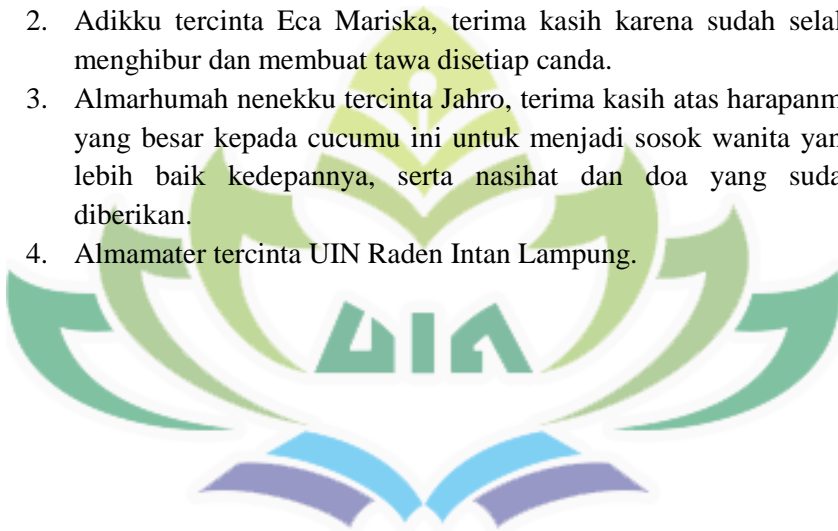 2. Adikku tercinta Eca Mariska, terima kasih karena sudah sela
menghibur dan membuat tawa disetiap canda.
3. Almarhumah nenekku tercinta Jahro, terima kasih atas harapanm
yang besar kepada cucumu ini untuk menjadi sosok wanita yan
lebih baik kedepannya, serta nasihat dan doa yang suda
diberikan.
4. Almamater tercinta UIN Raden Intan Lampung.
UIN